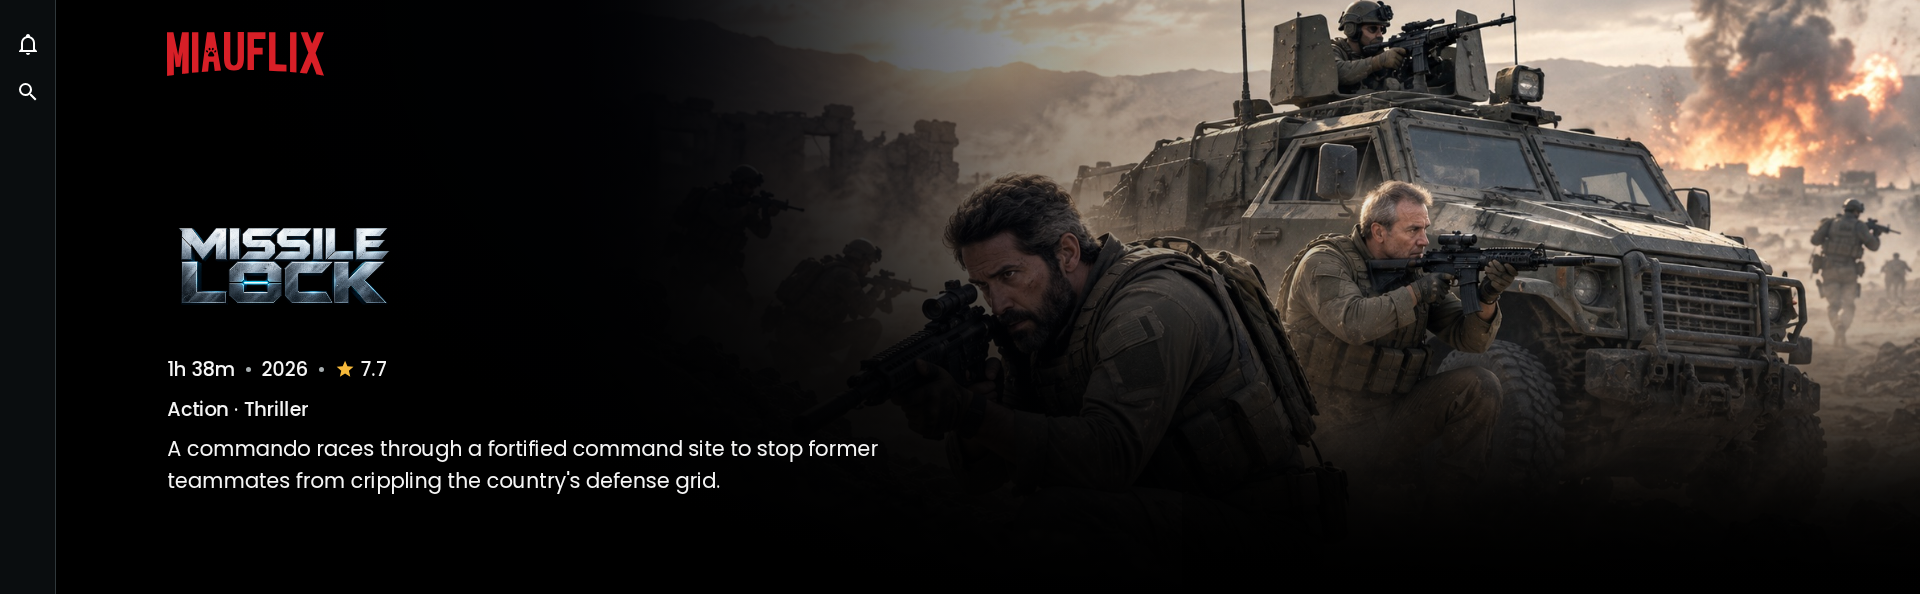 MIAUFLIX
MISSILE
LOCK
1h 38m • 2026 • ★ 7.7
Action · Thriller
A commando races through a fortified command site to stop former
teammates from crippling the country's defense grid.